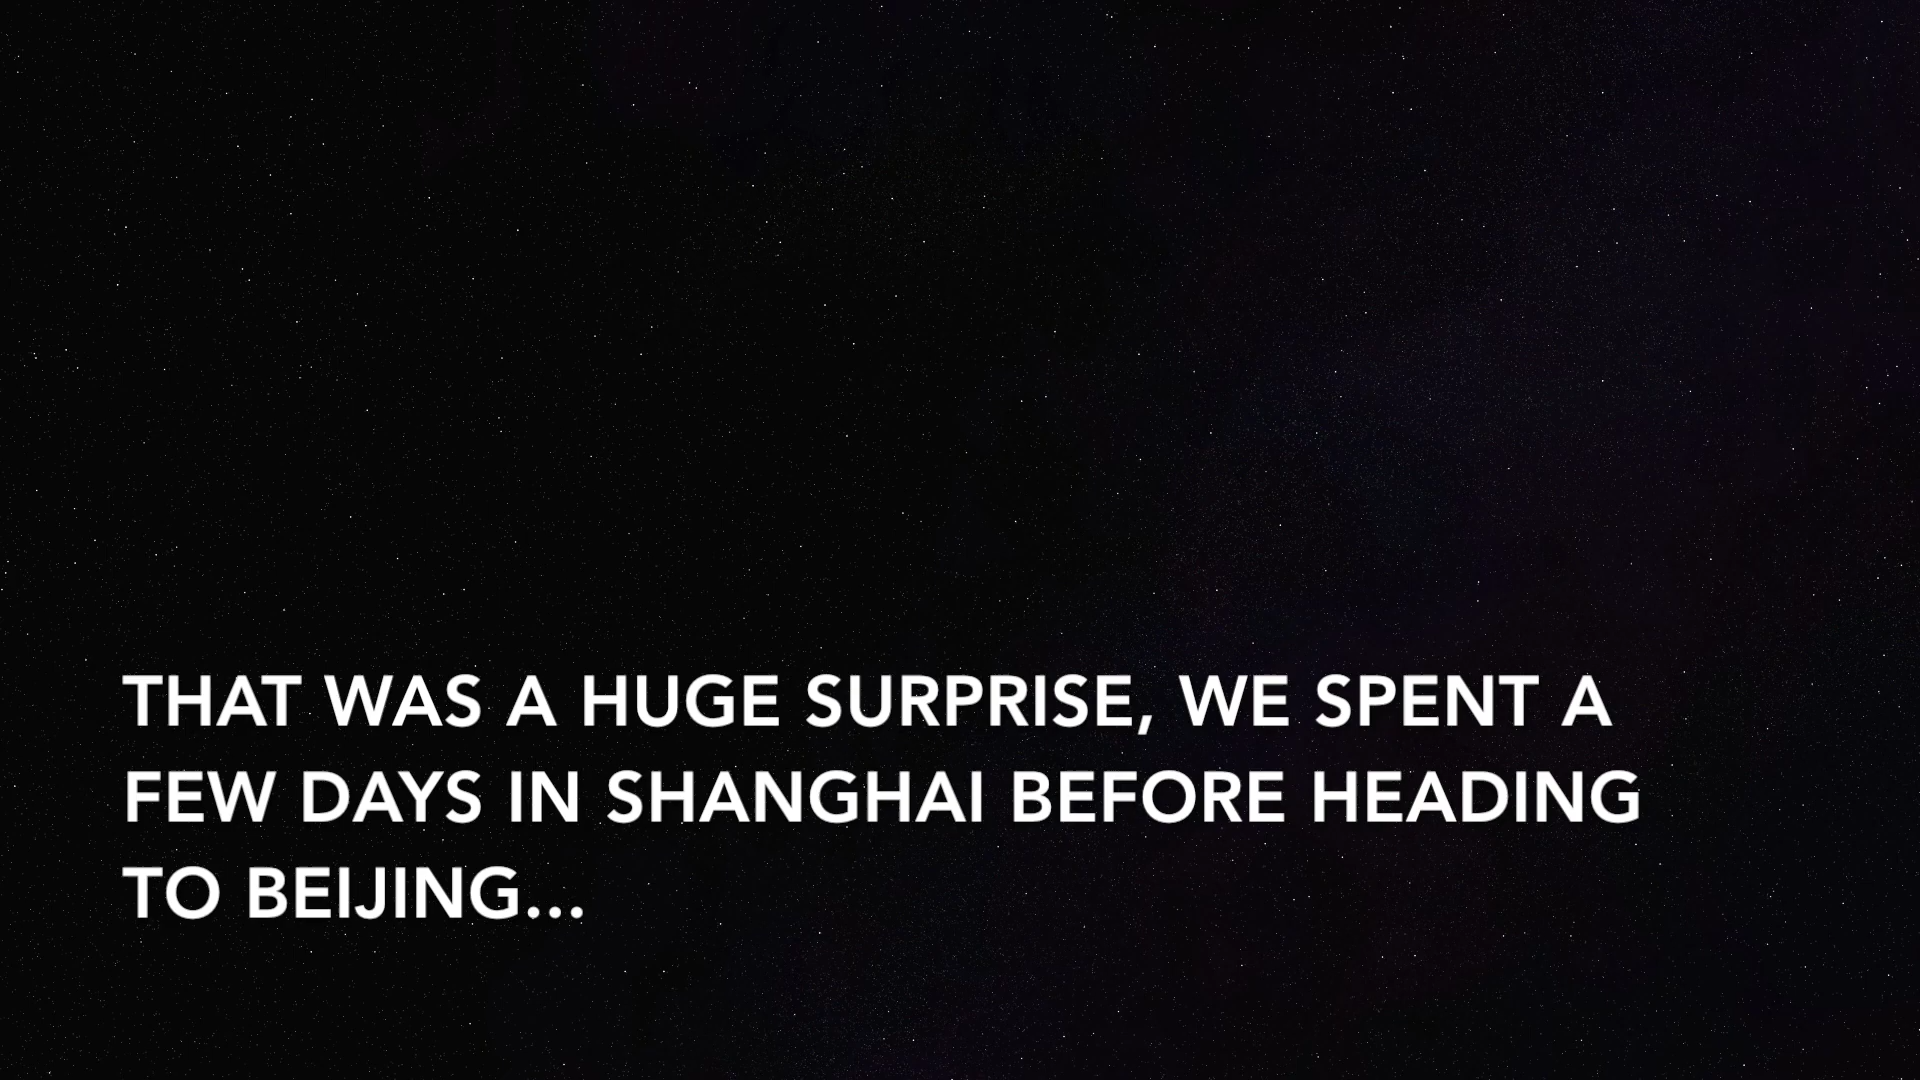 THAT WAS A HUGE SURPRISE, WE SPENT A
FEW DAYS IN SHANGHAI BEFORE HEADING
TO BEIJING...